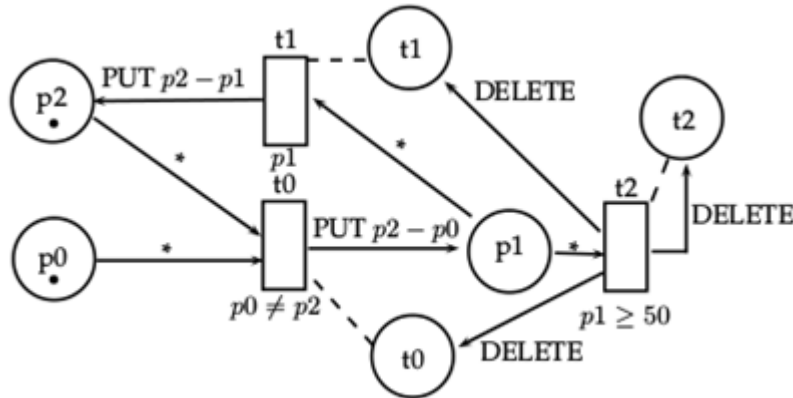 t1
t1
PUT p2 − p1
p2
DELETE
t2
*
*
p1
t0
t2
DELETE
PUT p2 − p0
p0
*
p1
*
p0 ≠ p2
p1 ≥ 50
t0
DELETE